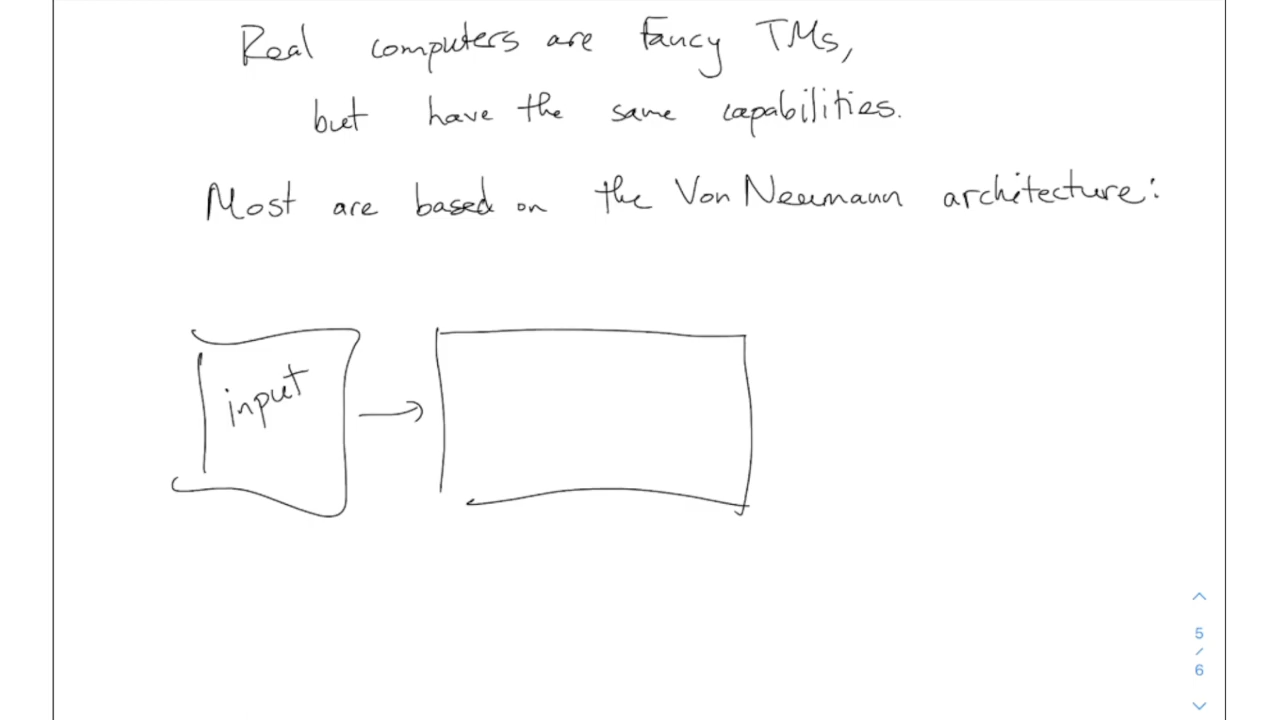 Real computers are fancy TMs,
but have the same capabilities.
Most are based on the Von Neumann architecture:
input
5
/
6